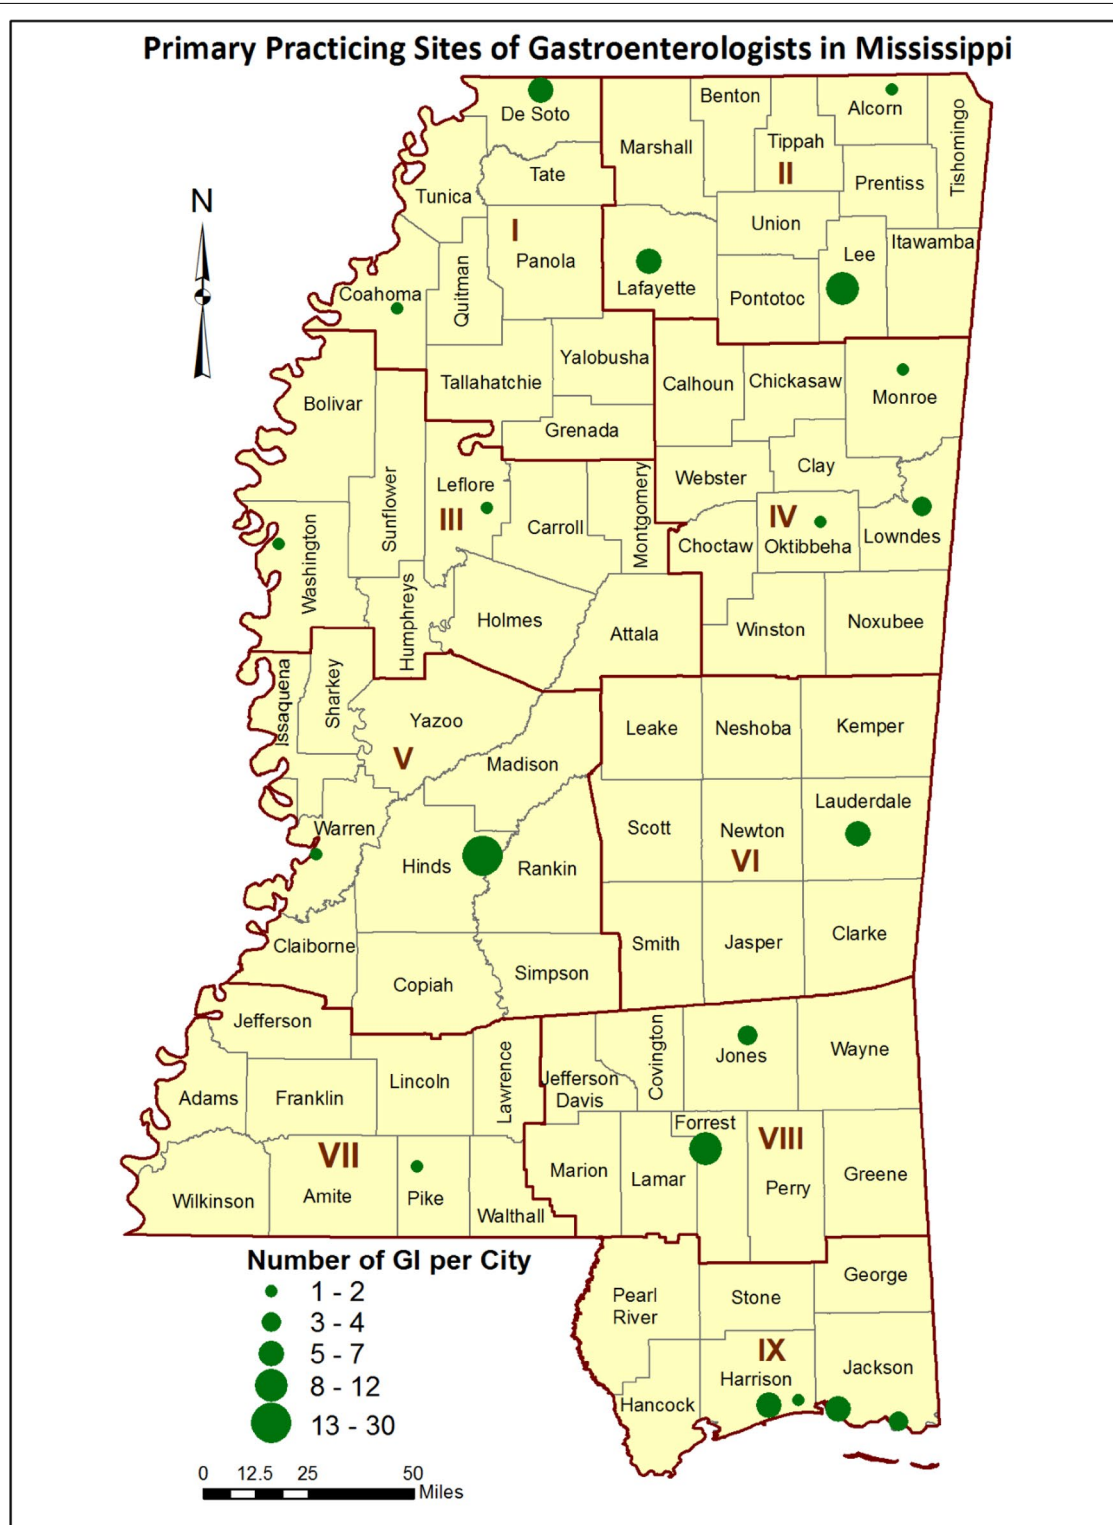 Primary Practicing Sites of Gastroenterologists in Mississippi
De Soto
Benton
Alcorn
Tishomingo
Marshall
Tippah
II
Tate
Prentiss
Tunica
Union
I
Panola
Lee
Itawamba
N
Quitman
Coahoma
Lafayette
Pontotoc
Yalobusha
Tallahatchie
Calhoun
Chickasaw
Monroe
Bolivar
Grenada
Sunflower
Leflore
III
Carroll
Montgomery
Webster
Clay
IV
Oktibbeha
Lowndes
Choctaw
Washington
Humphreys
Holmes
Attala
Winston
Noxubee
Issaquena
Sharkey
Yazoo
V
Madison
Leake
Neshoba
Kemper
Warren
Hinds
Rankin
Scott
Newton
VI
Lauderdale
Claiborne
Copiah
Simpson
Smith
Jasper
Clarke
Jefferson
Adams
Franklin
Lincoln
Lawrence
Jefferson
Davis
Covington
Jones
Wayne
VII
Wilkinson
Amite
Pike
Walthall
Marion
Lamar
Forrest
VIII
Perry
Greene
Number of GI per City
1 - 2
3 - 4
5 - 7
8 - 12
13 - 30
Pearl
River
Stone
George
IX
Harrison
Jackson
Hancock
0 12.5 25 50
Miles